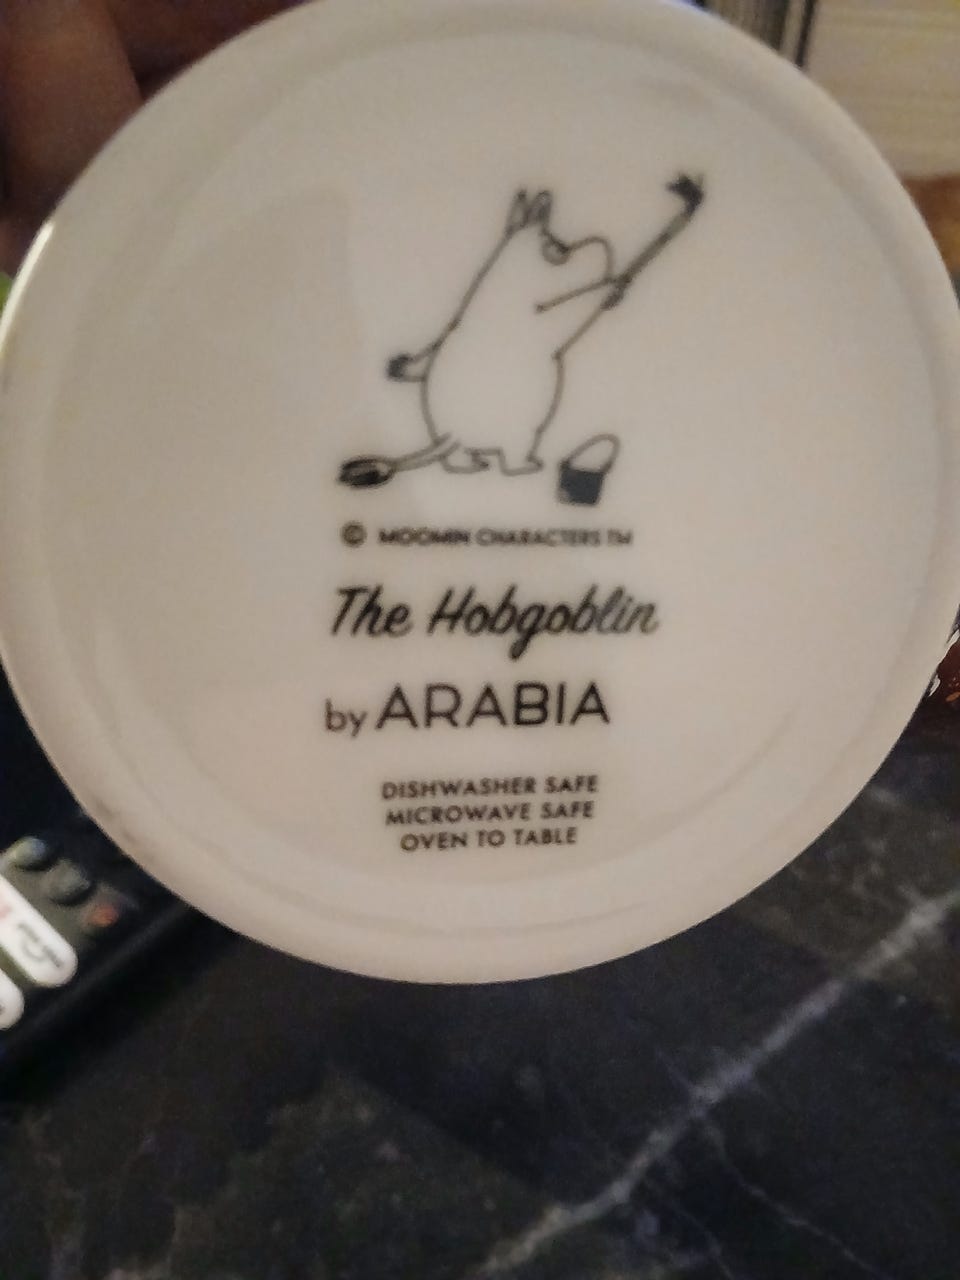 © MOOMIN CHARACTERS TM
The Hobgoblin
by ARABIA
DISHWASHER SAFE
MICROWAVE SAFE
OVEN TO TABLE